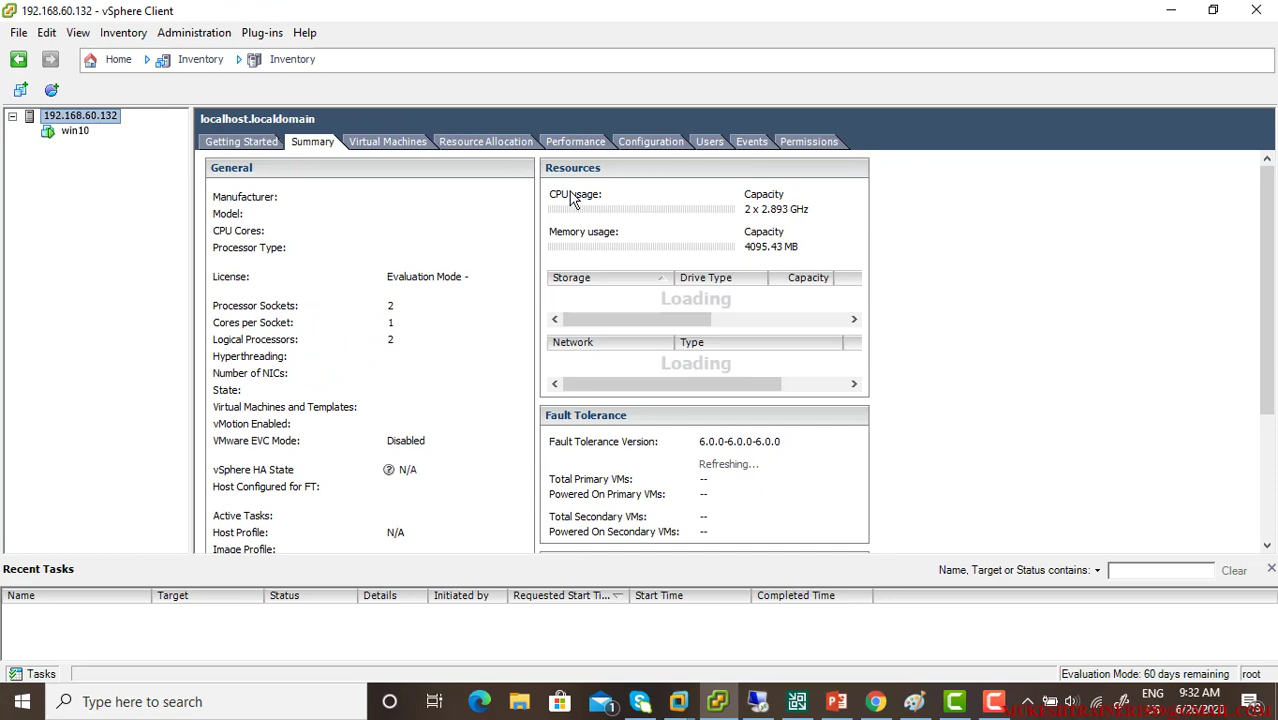 192.168.60.132 - vSphere Client
File Edit View Inventory Administration Plug-ins Help
Home Inventory Inventory
192.168.60.132
win10
localhost.localdomain
Getting Started Summary Virtual Machines Resource Allocation Performance Configuration Users Events Permissions
General
Manufacturer:
Model:
CPU Cores:
Processor Type:
License: Evaluation Mode -
Processor Sockets: 2
Cores per Socket: 1
Logical Processors: 2
Hyperthreading:
Number of NICs:
State:
Virtual Machines and Templates:
vMotion Enabled:
VMware EVC Mode: Disabled
vSphere HA State N/A
Host Configured for FT:
Active Tasks:
Host Profile: N/A
Image Profile:
Resources
CPU usage: Capacity
2 x 2.893 GHz
Memory usage: Capacity
4095.43 MB
Storage Drive Type Capacity
Loading
Network Type
Loading
Fault Tolerance
Fault Tolerance Version: 6.0.0-6.0.0-6.0.0
Refreshing...
Total Primary VMs: --
Powered On Primary VMs: --
Total Secondary VMs: --
Powered On Secondary VMs: --
Recent Tasks Name, Target or Status contains: Clear
Name Target Status Details Initiated by Requested Start Ti... Start Time Completed Time
Tasks Evaluation Mode: 60 days remaining root
Type here to search
1
ENG 9:32 AM
US 6/26/2020